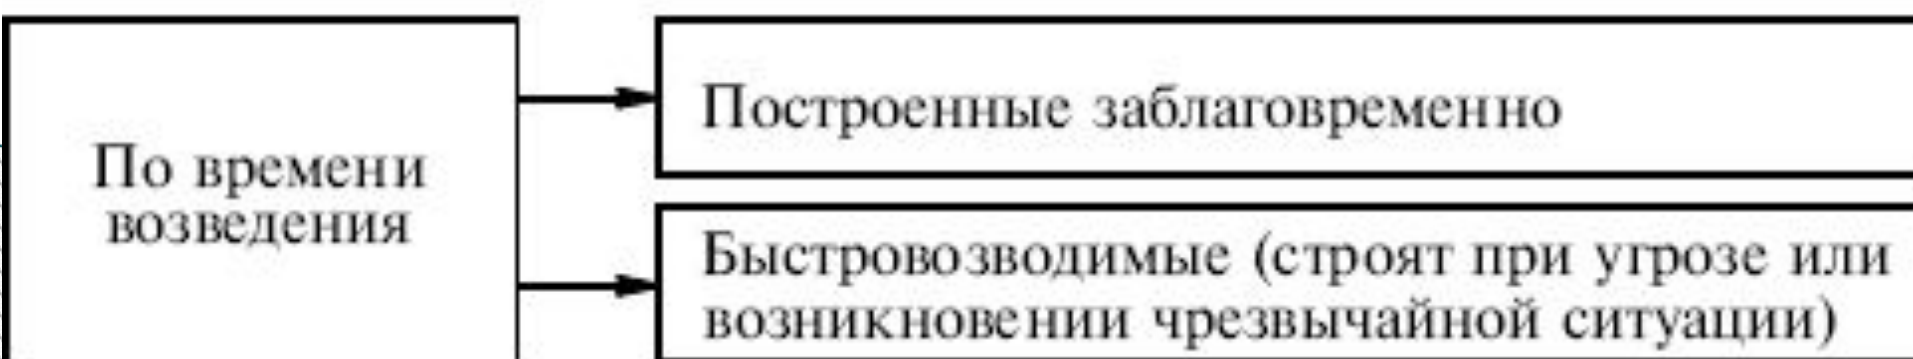 По времени
возведения
Построенные заблаговременно
Быстровозводимые (строят при угрозе или
возникновении чрезвычайной ситуации)